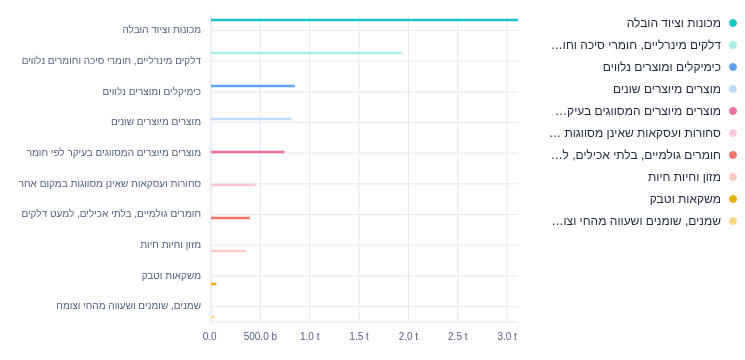 מכונות וציוד הובלה
דלקים מינרליים, חומרי סיכה וחומרים נלווים
כימיקלים ומוצרים נלווים
מוצרים מיוצרים שונים
מוצרים מיוצרים המסווגים בעיקר לפי חומר
סחורות ועסקאות שאינן מסווגות במקום אחר
חומרים גולמיים, בלתי אכילים, למעט דלקים
מזון וחיות חיות
משקאות וטבק
שמנים, שומנים ושעווה מהחי וצומח
0.0 500.0 b 1.0 t 1.5 t 2.0 t 2.5 t 3.0 t
מכונות וציוד הובלה
דלקים מינרליים, חומרי סיכה וחו...
כימיקלים ומוצרים נלווים
מוצרים מיוצרים שונים
מוצרים מיוצרים המסווגים בעיק...
סחורות ועסקאות שאינן מסווגות ...
חומרים גולמיים, בלתי אכילים, ל...
מזון וחיות חיות
משקאות וטבק
שמנים, שומנים ושעווה מהחי וצו...